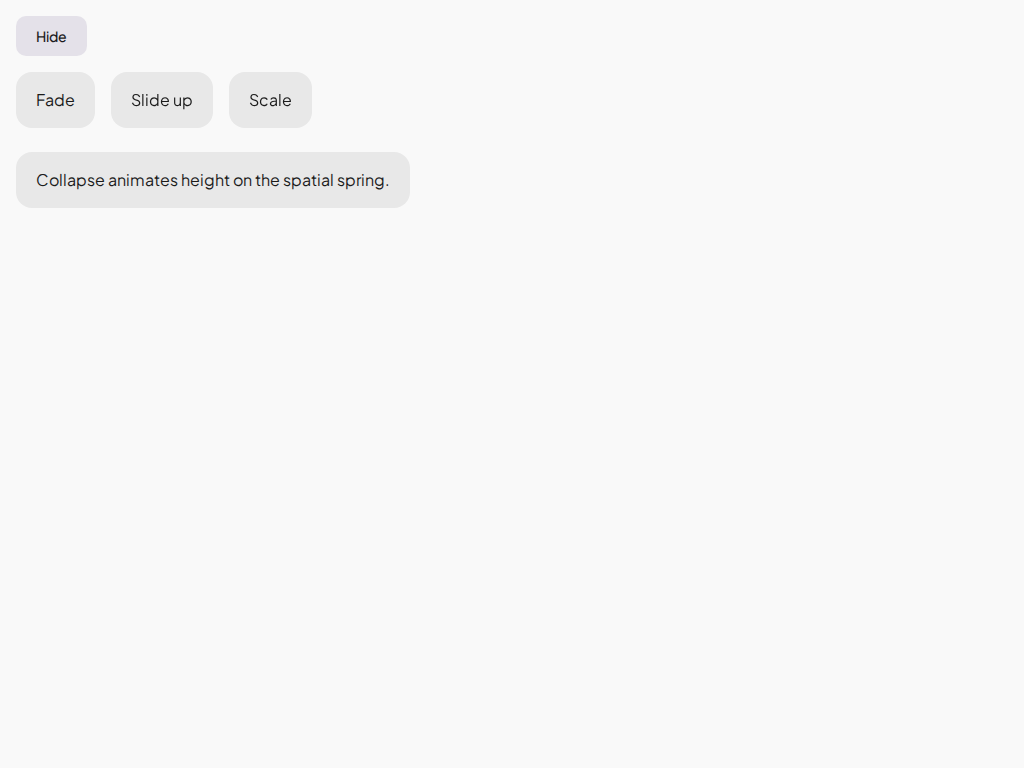 Hide
Fade
Slide up
Scale
Collapse animates height on the spatial spring.